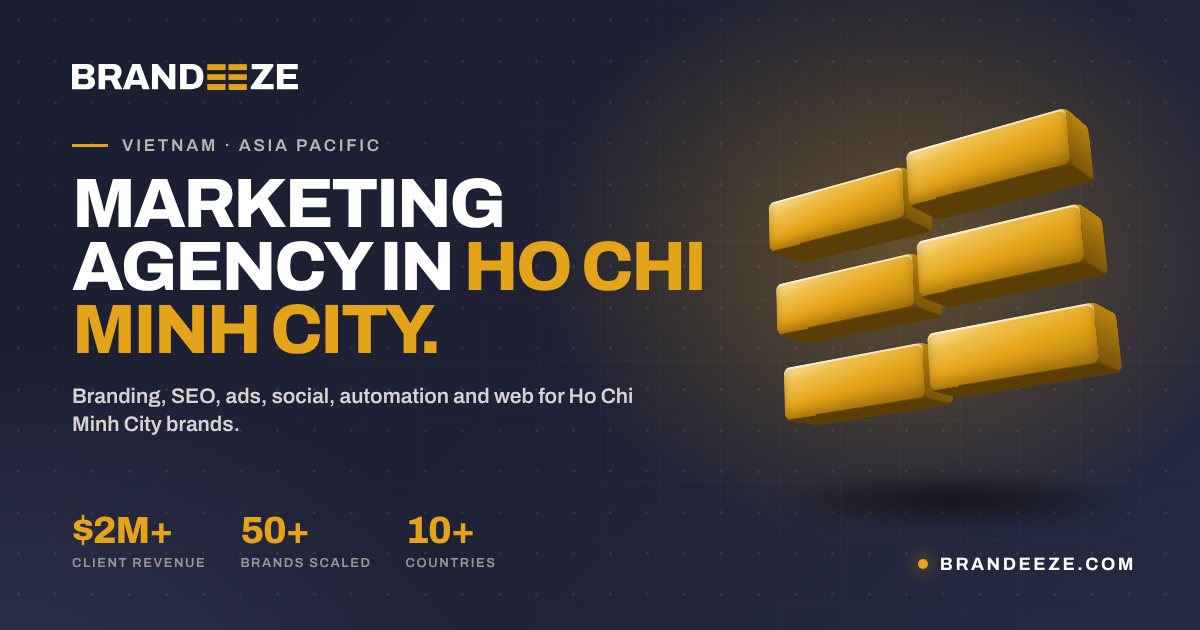 BRANDEEZE
VIETNAM · ASIA PACIFIC
MARKETING
AGENCY IN HO CHI
MINH CITY.
Branding, SEO, ads, social, automation and web for Ho Chi
Minh City brands.
$2M+ 50+ 10+
CLIENT REVENUE BRANDS SCALED COUNTRIES
BRANDEEZE.COM